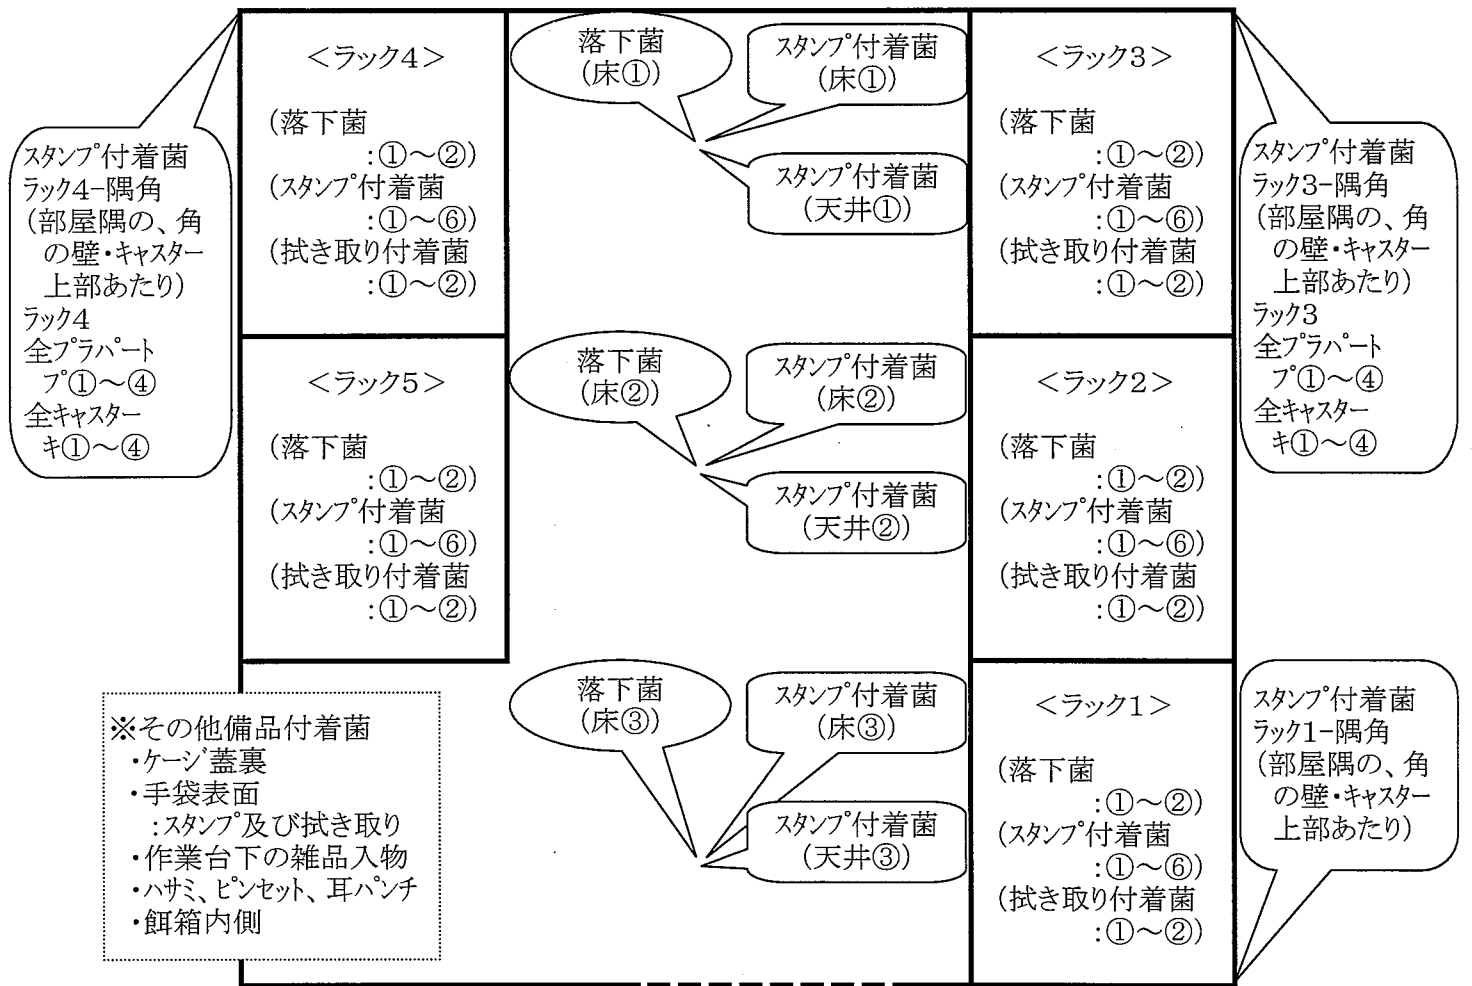 <ラック4>
(落下菌
:①～②)
(スタンプ付着菌
:①～⑥)
(拭き取り付着菌
:①～②)
落下菌
(床①)
スタンプ付着菌
(床①)
スタンプ付着菌
(天井①)
<ラック3>
(落下菌
:①～②)
(スタンプ付着菌
:①～⑥)
(拭き取り付着菌
:①～②)
スタンプ付着菌
ラック4-隅角
(部屋隅の、角
の壁・キャスター
上部あたり)
ラック4
全プラパート
プ①～④
全キャスター
キ①～④
スタンプ付着菌
ラック3-隅角
(部屋隅の、角
の壁・キャスター
上部あたり)
ラック3
全プラパート
プ①～④
全キャスター
キ①～④
<ラック5>
(落下菌
:①～②)
(スタンプ付着菌
:①～⑥)
(拭き取り付着菌
:①～②)
落下菌
(床②)
スタンプ付着菌
(床②)
スタンプ付着菌
(天井②)
<ラック2>
(落下菌
:①～②)
(スタンプ付着菌
:①～⑥)
(拭き取り付着菌
:①～②)
※その他備品付着菌
・ケージ蓋裏
・手袋表面
:スタンプ及び拭き取り
・作業台下の雑品入物
・ハサミ、ピンセット、耳パンチ
・餌箱内側
落下菌
(床③)
スタンプ付着菌
(床③)
スタンプ付着菌
(天井③)
<ラック1>
(落下菌
:①～②)
(スタンプ付着菌
:①～⑥)
(拭き取り付着菌
:①～②)
スタンプ付着菌
ラック1-隅角
(部屋隅の、角
の壁・キャスター
上部あたり)